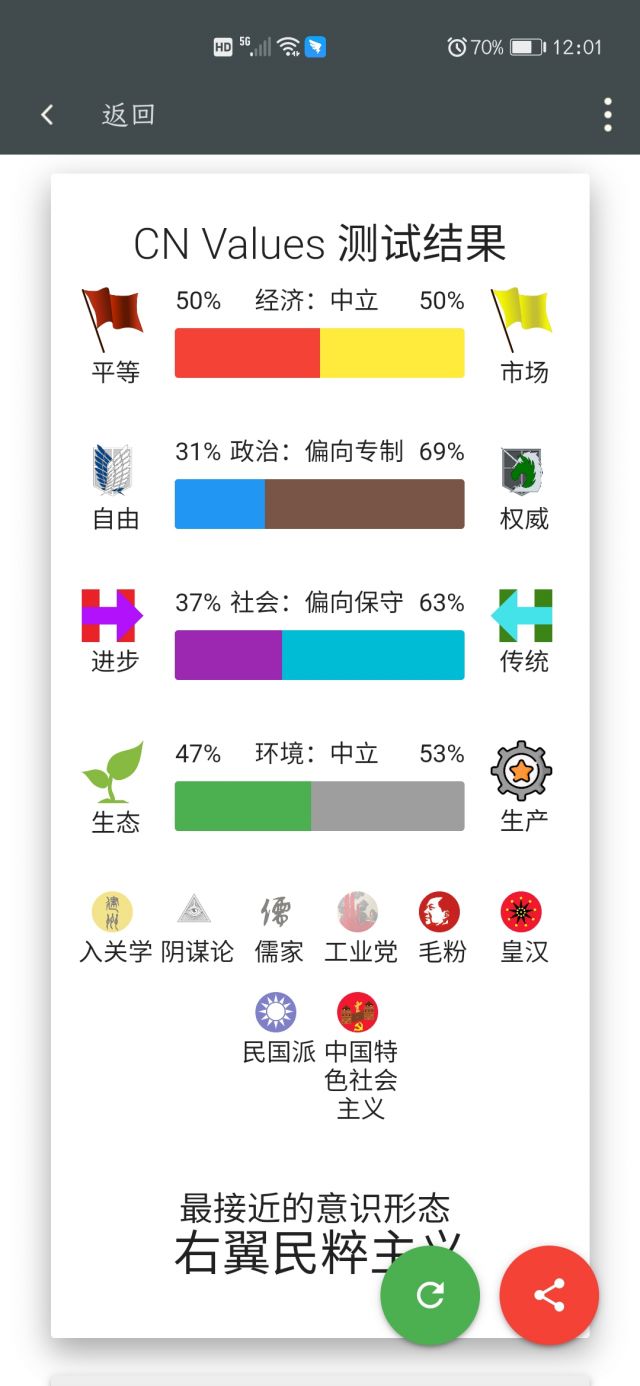 HD 5G 70% 12:01
返回
CN Values 测试结果
50% 经济：中立 50%
平等 市场
31% 政治：偏向专制 69%
自由 权威
37% 社会：偏向保守 63%
进步 传统
47% 环境：中立 53%
生态 生产
儒
入关学 阴谋论 儒家 工业党 毛粉 皇汉
民国派 中国特
色社会
主义
最接近的意识形态
右翼民粹主义